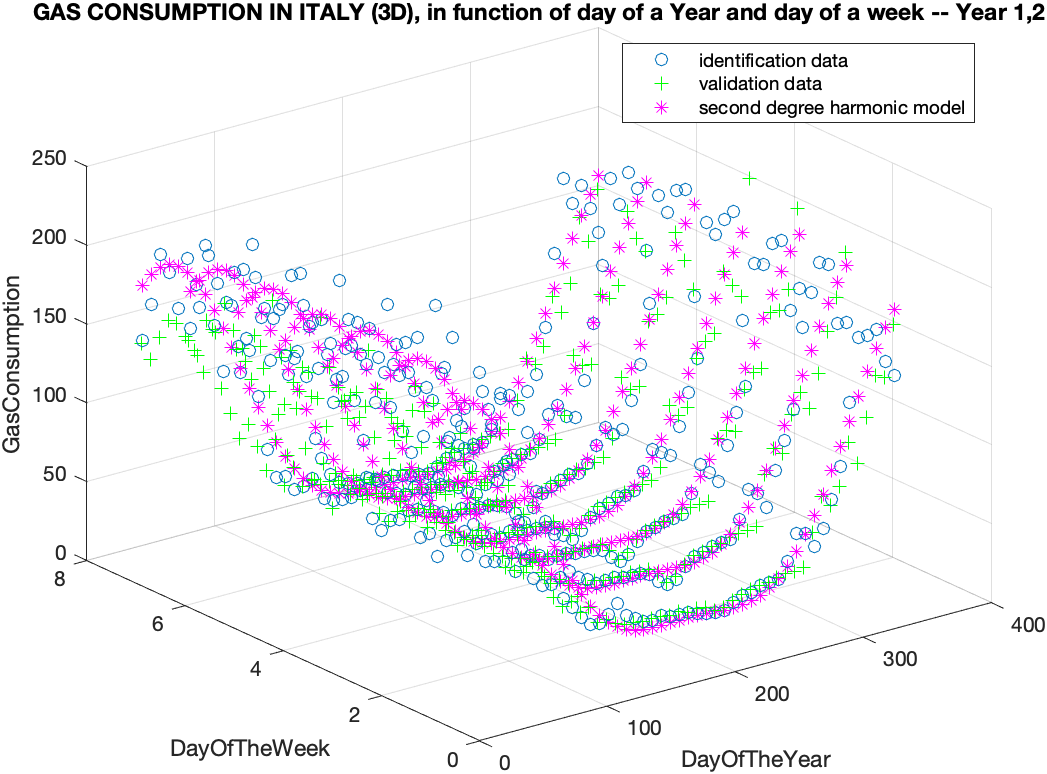 GAS CONSUMPTION IN ITALY (3D), in function of day of a Year and day of a week -- Year 1,2
identification data
validation data
second degree harmonic model
250
200
150
100
50
0
GasConsumption
8
6
4
2
0
DayOfTheWeek
0
100
200
300
400
DayOfTheYear